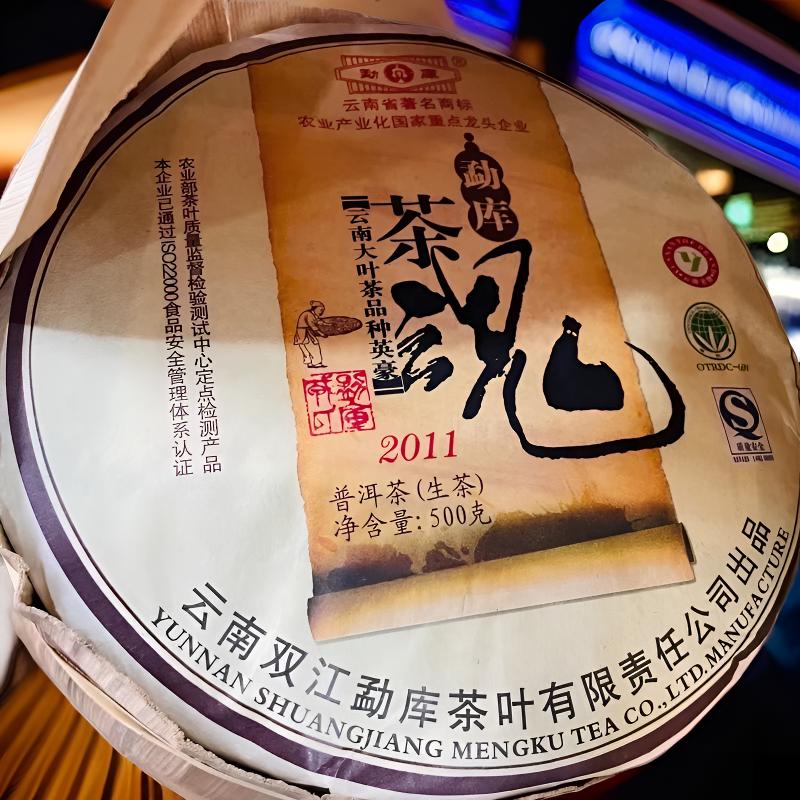 勐库
®
云南省著名商标
农业产业化国家重点龙头企业
勐库
茶魂
云南大叶茶品种英豪
农业部茶叶质量监督检验测试中心定点检测产品
本企业已通过ISO22000食品安全管理体系认证
2011
普洱茶(生茶)
净含量:500克
OTRDC-
质量安全
云南双江勐库茶叶有限责任公司出品
YUNNAN SHUANGJIANG MENGKU TEA CO.,LTD.MANUFACTURE